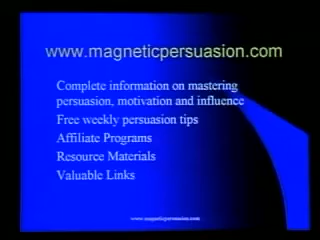 www.magneticpersuasion.com
Complete information on mastering
persuasion, motivation and influence
Free weekly persuasion tips
Affiliate Programs
Resource Materials
Valuable Links
www.magneticpersuasion.com